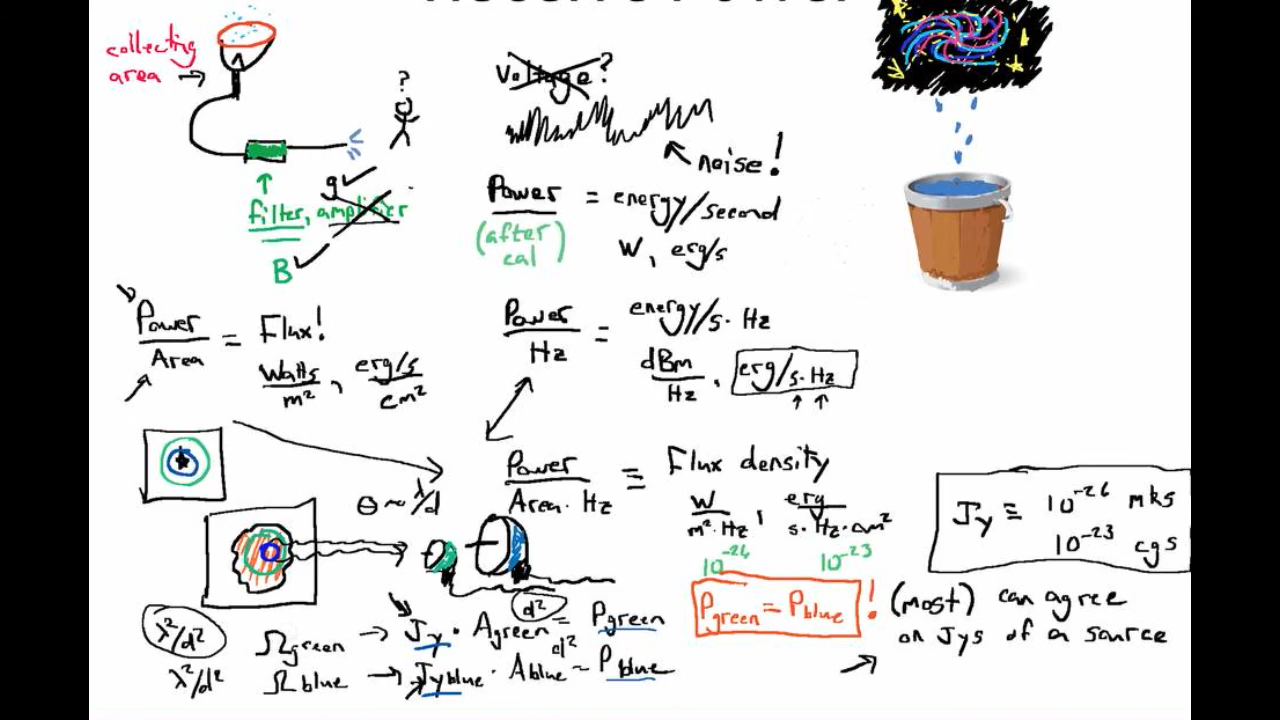 Receive Power
collecting
area
?
filter, amplifier
g
B
Voltage?
noise!
Power = energy/second
(after cal)
W, erg/s
Power/Area = Flux!
Watts/m², erg/s/cm²
Power/Hz = energy/s·Hz
dBm/Hz, erg/s·Hz
θ ~ λ/d
Power/Area·Hz = Flux density
W/m²·Hz, erg/s·Hz·cm²
10⁻²⁶ 10⁻²³
Jy ≡ 10⁻²⁶ mks
10⁻²³ cgs
λ²/d² Ωgreen → Jy · Agreen = Pgreen
d²
λ²/d² Ωblue → Jyblue · Ablue ~ Pblue
d²
Pgreen = Pblue !
(most) can agree
on Jys of a source